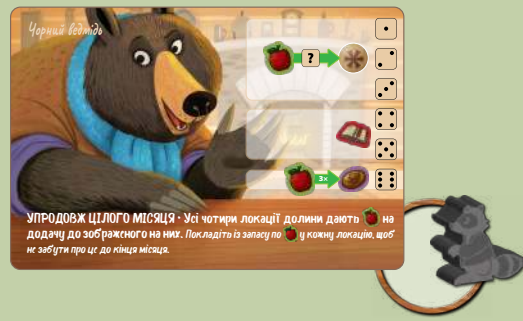 Чорний ведмідь
?
3×
УПРОДОВЖ ЦІЛОГО МІСЯЦЯ · Усі чотири локації долини дають на
додачу до зображеного на них. Покладіть із запасу по у кожну локацію, щоб
не забути про це до кінця місяця.